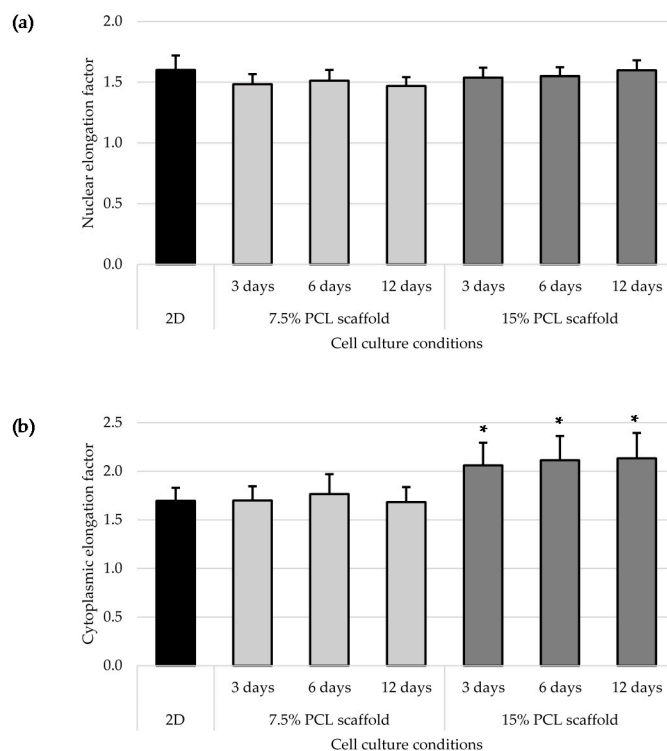 (a)
Nuclear elongation factor
2.0
1.5
1.0
0.5
0.0
3 days 6 days 12 days 3 days 6 days 12 days
2D 7.5% PCL scaffold 15% PCL scaffold
Cell culture conditions
(b)
Cytoplasmic elongation factor
2.5
2.0
1.5
1.0
0.5
0.0
* * *
3 days 6 days 12 days 3 days 6 days 12 days
2D 7.5% PCL scaffold 15% PCL scaffold
Cell culture conditions